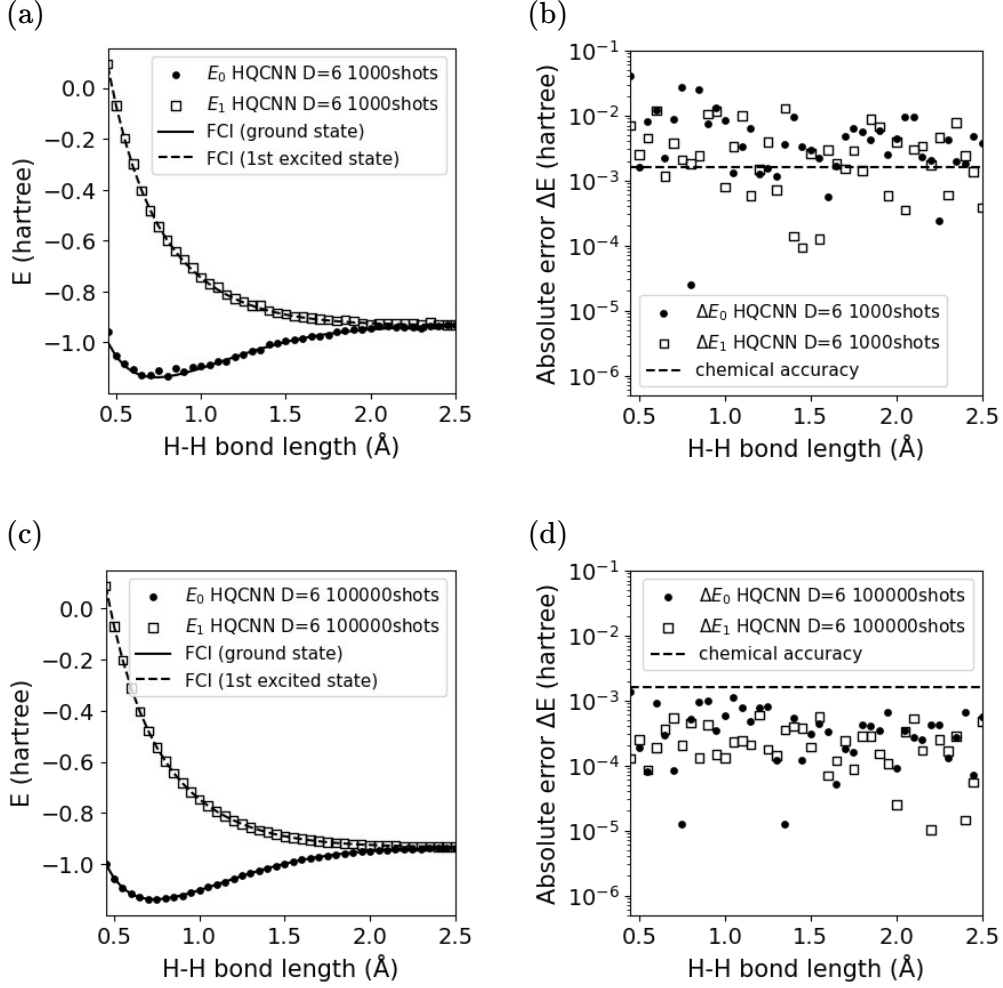 (a)
E₀ HQCNN D=6 1000shots
E₁ HQCNN D=6 1000shots
FCI (ground state)
FCI (1st excited state)
0.0
−0.2
−0.4
−0.6
−0.8
−1.0
E (hartree)
0.5 1.0 1.5 2.0 2.5
H-H bond length (Å)
(b)
10⁻¹
10⁻²
10⁻³
10⁻⁴
10⁻⁵
10⁻⁶
Absolute error ΔE (hartree)
ΔE₀ HQCNN D=6 1000shots
ΔE₁ HQCNN D=6 1000shots
chemical accuracy
0.5 1.0 1.5 2.0 2.5
H-H bond length (Å)
(c)
E₀ HQCNN D=6 100000shots
E₁ HQCNN D=6 100000shots
FCI (ground state)
FCI (1st excited state)
0.0
−0.2
−0.4
−0.6
−0.8
−1.0
E (hartree)
0.5 1.0 1.5 2.0 2.5
H-H bond length (Å)
(d)
ΔE₀ HQCNN D=6 100000shots
ΔE₁ HQCNN D=6 100000shots
chemical accuracy
10⁻¹
10⁻²
10⁻³
10⁻⁴
10⁻⁵
10⁻⁶
Absolute error ΔE (hartree)
0.5 1.0 1.5 2.0 2.5
H-H bond length (Å)